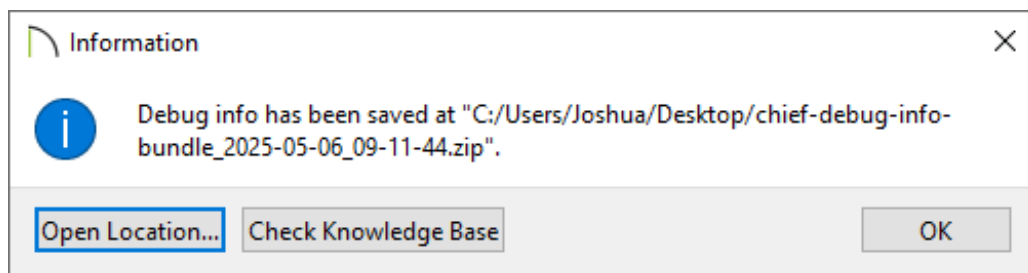 Information
Debug info has been saved at "C:/Users/Joshua/Desktop/chief-debug-info-
bundle_2025-05-06_09-11-44.zip".
Open Location... Check Knowledge Base OK